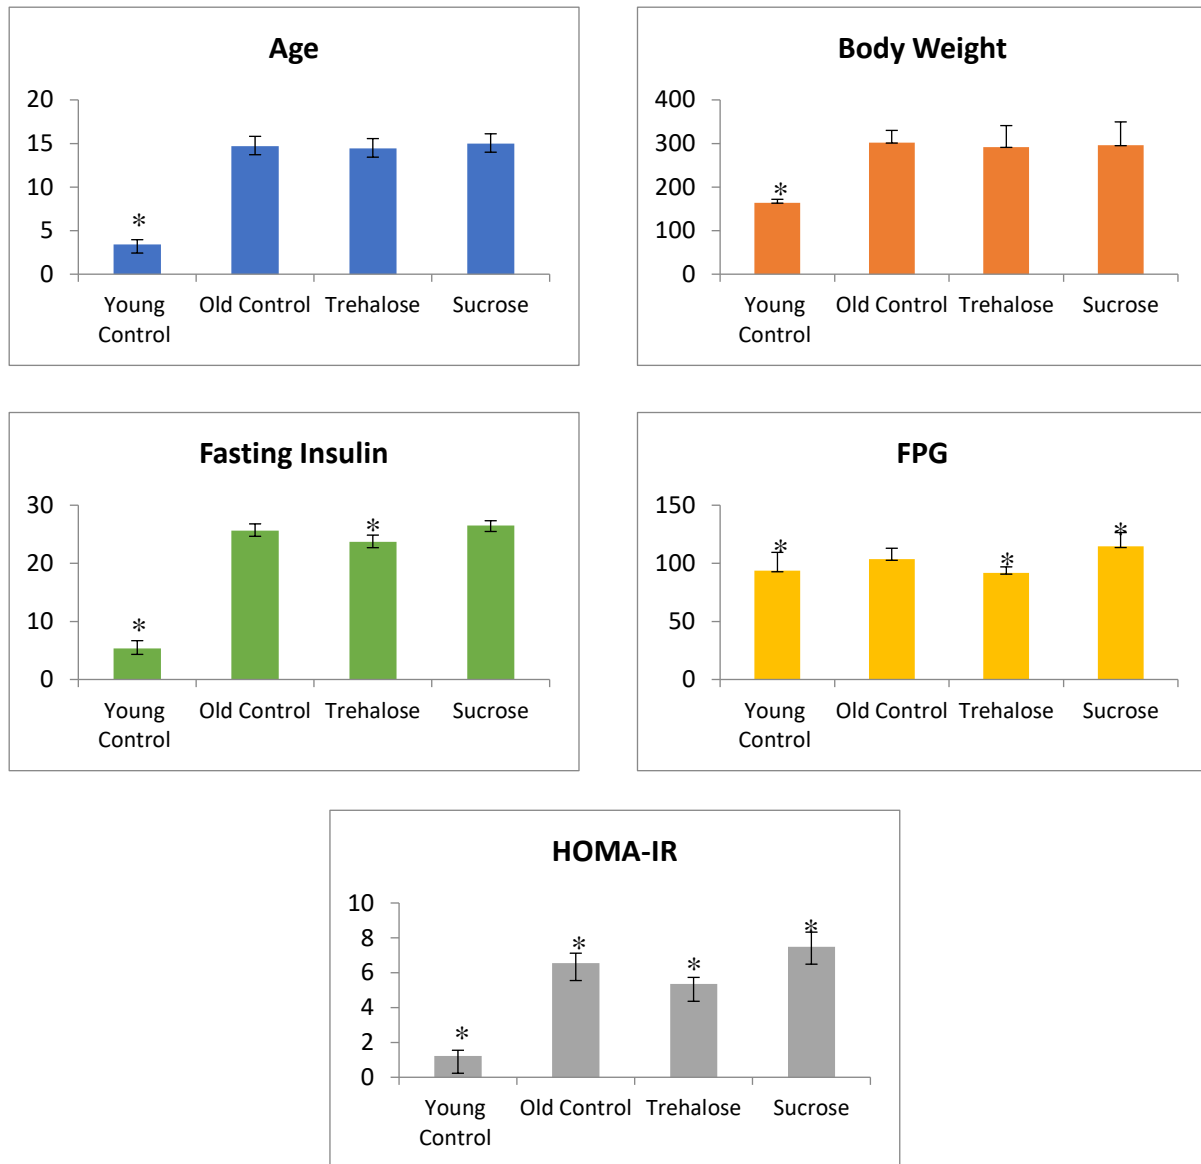 Age
20
15
10
5
0
*
Young Control
Old Control
Trehalose
Sucrose
Body Weight
400
300
200
100
0
*
Young Control
Old Control
Trehalose
Sucrose
Fasting Insulin
30
20
10
0
*
*
Young Control
Old Control
Trehalose
Sucrose
FPG
150
100
50
0
*
*
*
Young Control
Old Control
Trehalose
Sucrose
HOMA-IR
10
8
6
4
2
0
*
*
*
*
Young Control
Old Control
Trehalose
Sucrose